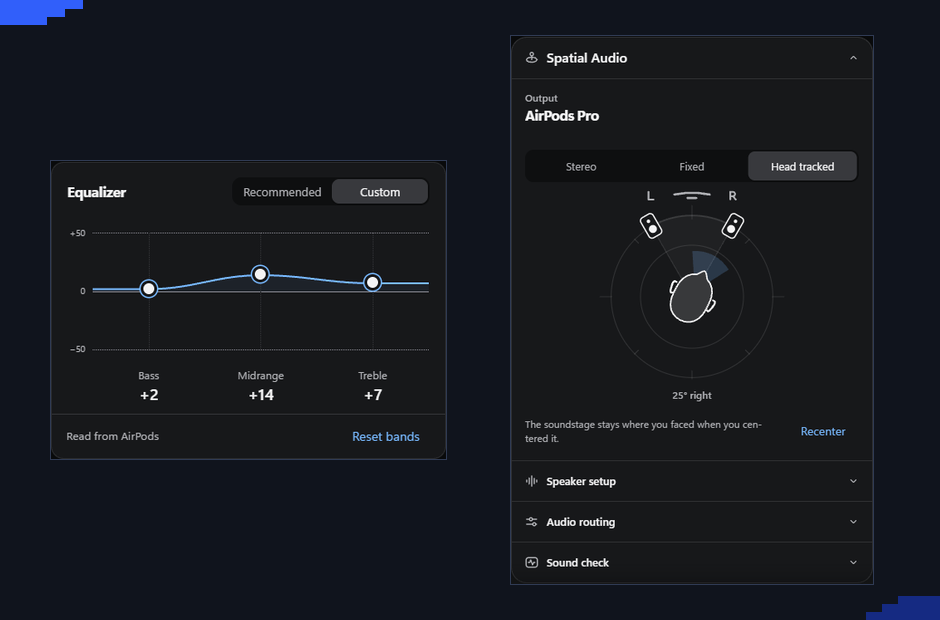 Equalizer
Recommended
Custom
+50
0
−50
Bass
Midrange
Treble
+2
+14
+7
Read from AirPods
Reset bands
Spatial Audio
Output
AirPods Pro
Stereo
Fixed
Head tracked
L
R
25° right
The soundstage stays where you faced when you cen-
tered it.
Recenter
Speaker setup
Audio routing
Sound check